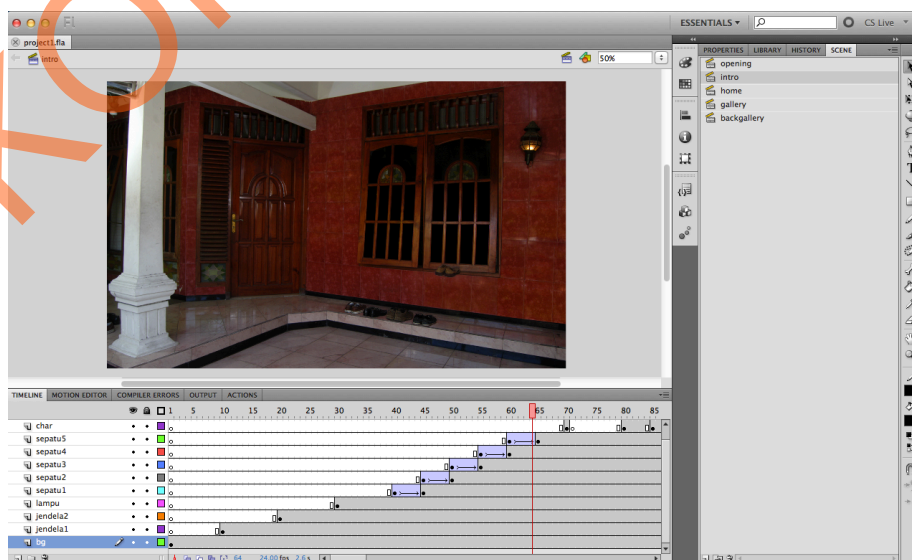 Fl
ESSENTIALS
CS Live
project1.fla
intro
50%
PROPERTIES LIBRARY HISTORY SCENE
opening
intro
home
gallery
backgallery
TIMELINE MOTION EDITOR COMPILER ERRORS OUTPUT ACTIONS
1 5 10 15 20 25 30 35 40 45 50 55 60 65 70 75 80 85
char
sepatu5
sepatu4
sepatu3
sepatu2
sepatu1
lampu
jendela2
jendela1
bg
64 24.00 fps 2.6 s